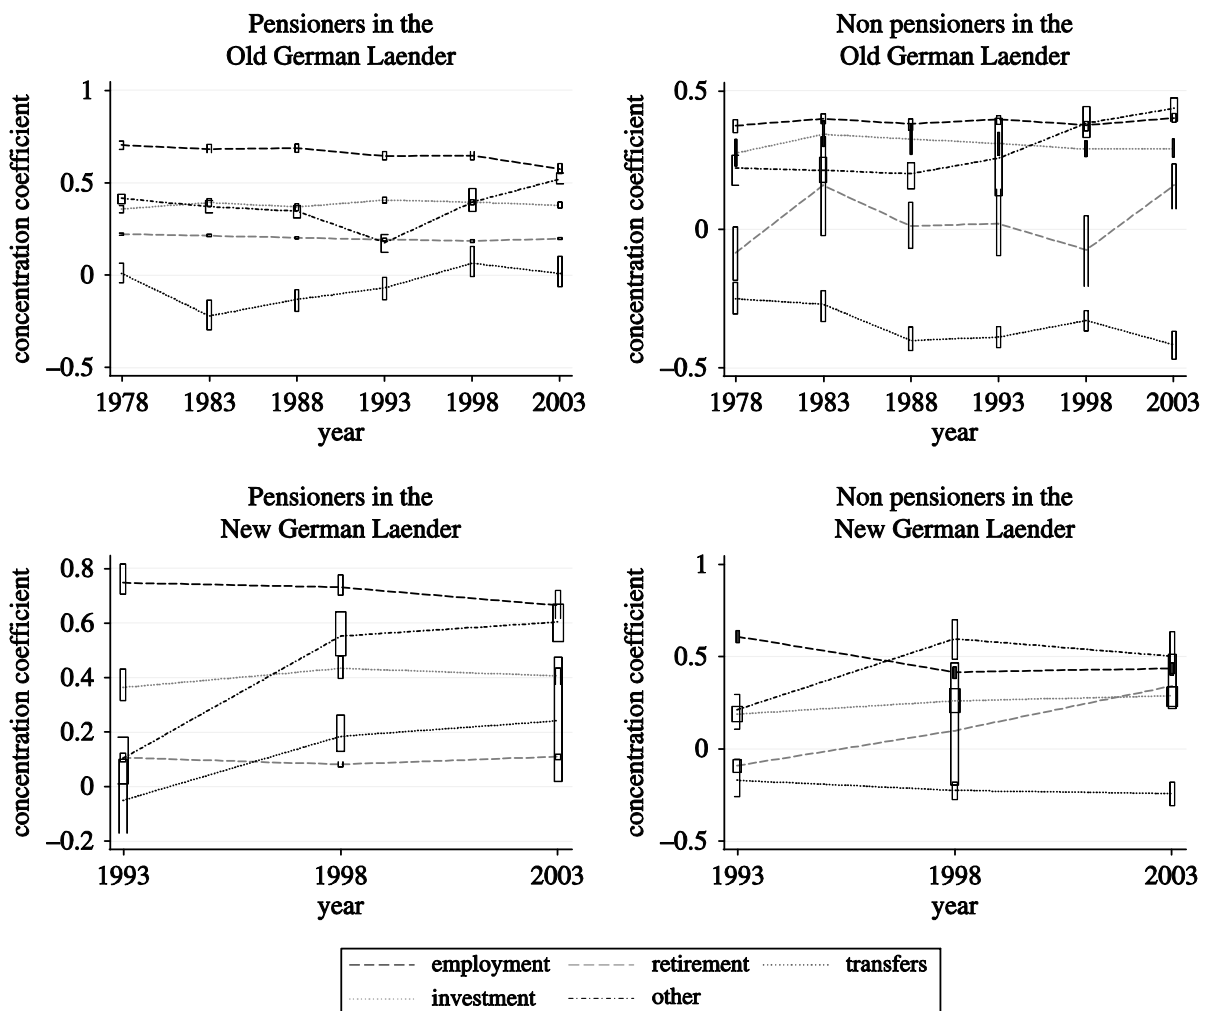 Pensioners in the
Old German Laender
concentration coefficient
1
0.5
0
–0.5
1978 1983 1988 1993 1998 2003
year
Non pensioners in the
Old German Laender
concentration coefficient
0.5
0
–0.5
1978 1983 1988 1993 1998 2003
year
Pensioners in the
New German Laender
concentration coefficient
0.8
0.6
0.4
0.2
0
–0.2
1993 1998 2003
year
Non pensioners in the
New German Laender
concentration coefficient
1
0.5
0
–0.5
1993 1998 2003
year
employment retirement transfers
investment other